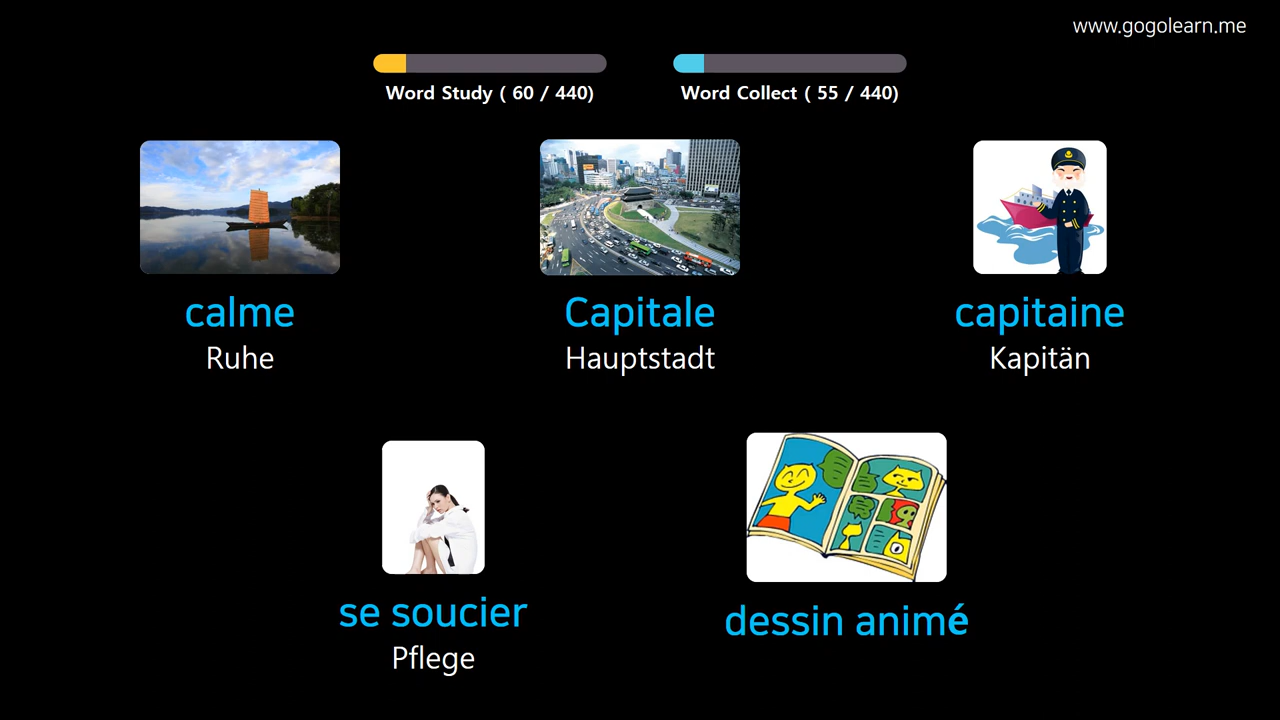 www.gogolearn.me
Word Study ( 60 / 440)
Word Collect ( 55 / 440)
calme
Ruhe
Capitale
Hauptstadt
capitaine
Kapitän
se soucier
Pflege
dessin animé